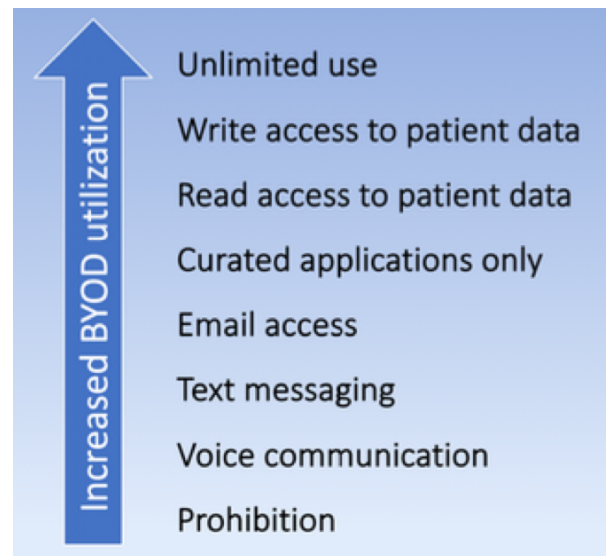 Increased BYOD utilization
Unlimited use
Write access to patient data
Read access to patient data
Curated applications only
Email access
Text messaging
Voice communication
Prohibition